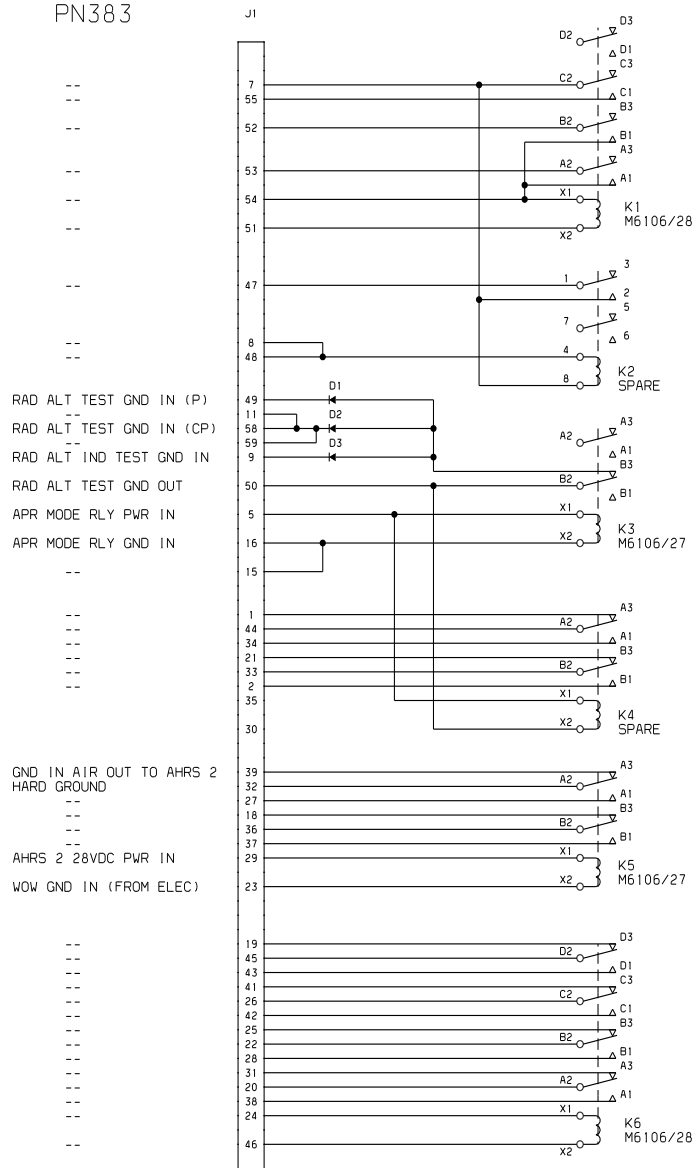 PN383 J1
D3
D2
D1
C3
-- 7 C2
-- 55 C1
B3
-- 52 B2
B1
A3
-- 53 A2
A1
-- 54 X1
K1
M6106/28
-- 51 X2
3
-- 47 1
2
5
7
6
-- 8
-- 48 4
K2
SPARE
8
RAD ALT TEST GND IN (P) 49 D1
-- 11
RAD ALT TEST GND IN (CP) 58 D2
-- 59
RAD ALT IND TEST GND IN 9 D3
A3
A2
A1
B3
RAD ALT TEST GND OUT 50 B2
B1
APR MODE RLY PWR IN 5 X1
K3
M6106/27
APR MODE RLY GND IN 16 X2
-- 15
-- 1 A3
-- 44 A2
-- 34 A1
-- 21 B3
-- 33 B2
-- 2 B1
35 X1
K4
SPARE
30 X2
GND IN AIR OUT TO AHRS 2 39 A3
HARD GROUND 32 A2
-- 27 A1
-- 18 B3
-- 36 B2
-- 37 B1
AHRS 2 28VDC PWR IN 29 X1
K5
M6106/27
WOW GND IN (FROM ELEC) 23 X2
-- 19 D3
-- 45 D2
-- 43 D1
-- 41 C3
-- 26 C2
-- 42 C1
-- 25 B3
-- 22 B2
-- 28 B1
-- 31 A3
-- 20 A2
-- 38 A1
-- 24 X1
K6
M6106/28
-- 46 X2